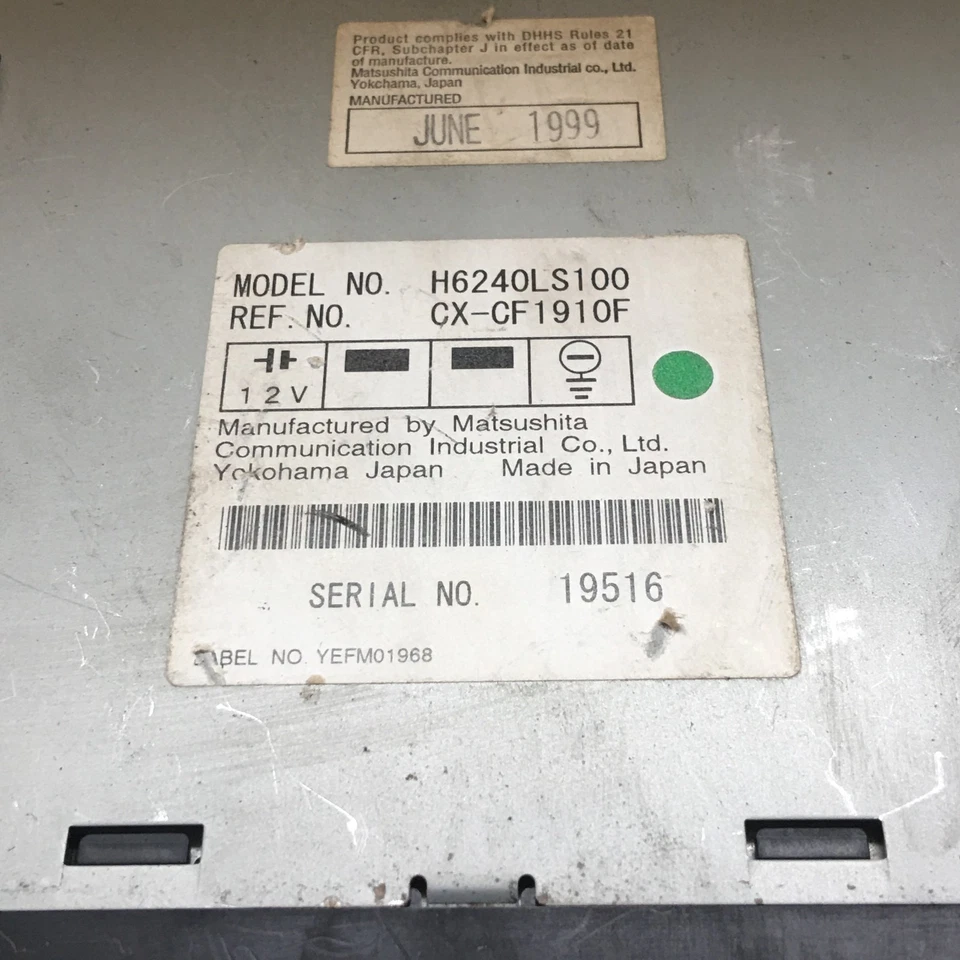 Product complies with DHHS Rules 21
CFR, Subchapter J in effect as of date
of manufacture.
Matsushita Communication Industrial co., Ltd.
Yokohama, Japan
MANUFACTURED
JUNE 1999
MODEL NO. H6240LS100
REF. NO. CX-CF1910F
12V
Manufactured by Matsushita
Communication Industrial Co., Ltd.
Yokohama Japan Made in Japan
SERIAL NO. 19516
LABEL NO. YEFM01968